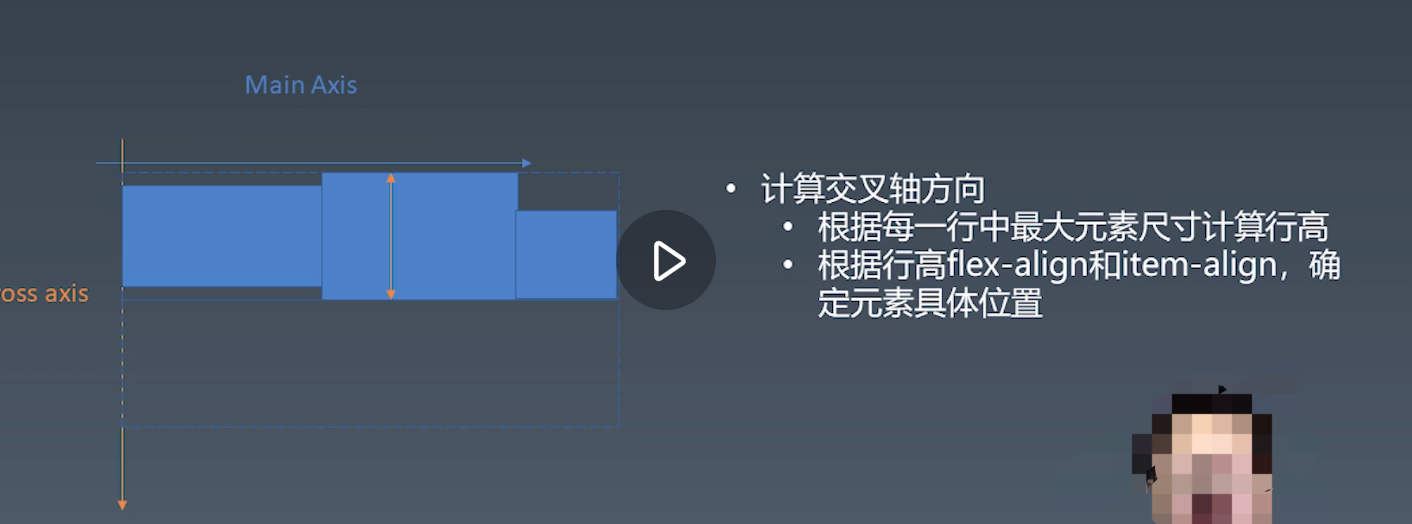 Main Axis
• 计算交叉轴方向
• 根据每一行中最大元素尺寸计算行高
• 根据行高flex-align和item-align，确
定元素具体位置
oss axis